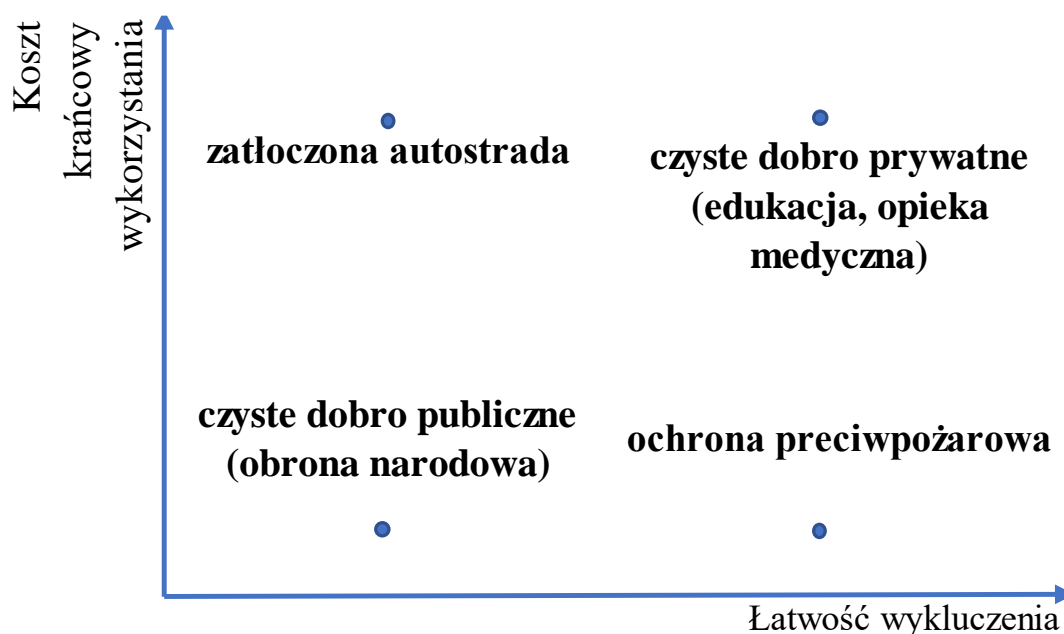 Koszt
krańcowy
wykorzystania
zatłoczona autostrada
czyste dobro prywatne
(edukacja, opieka
medyczna)
czyste dobro publiczne
(obrona narodowa)
ochrona preciwpożarowa
Łatwość wykluczenia